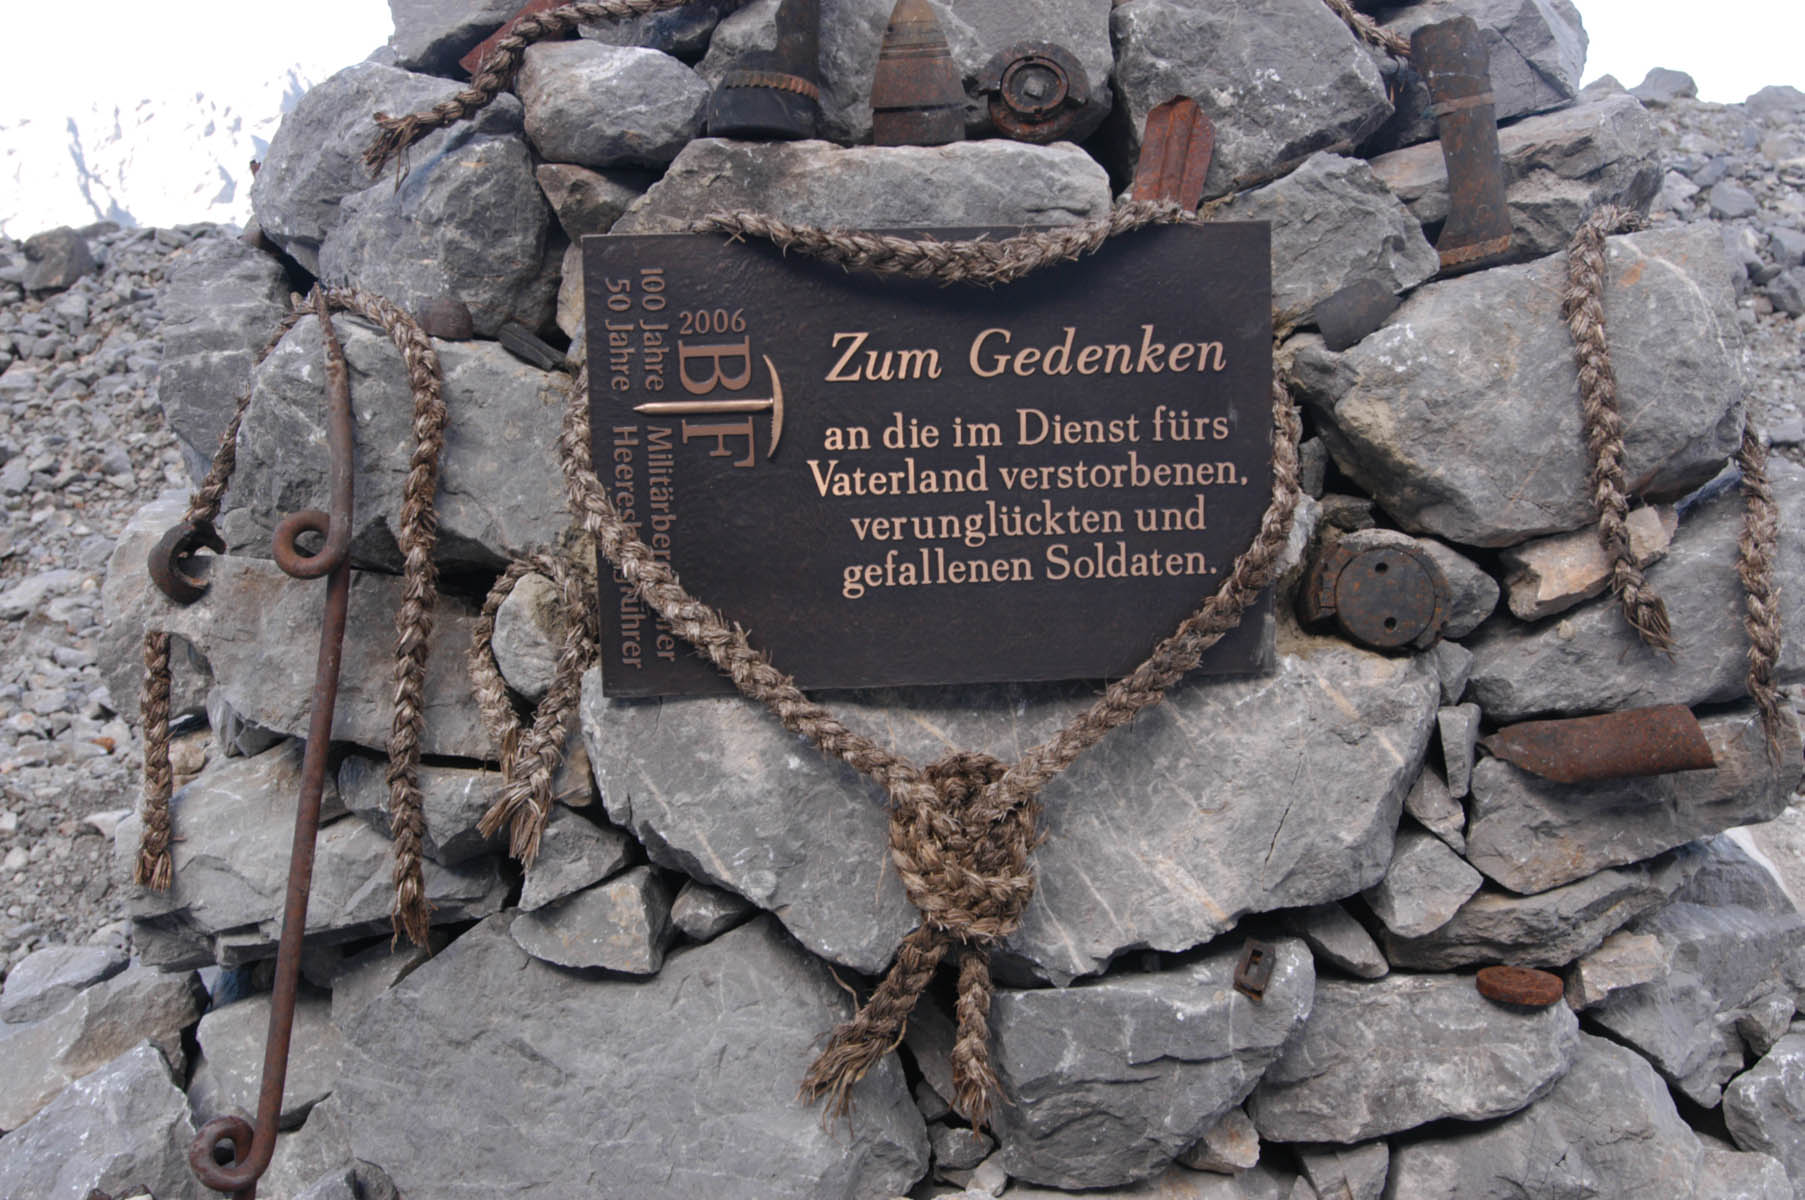 100 Jahre Militärbergführer
50 Jahre Heeresbergführer
2006
BF
Zum Gedenken
an die im Dienst fürs
Vaterland verstorbenen,
verunglückten und
gefallenen Soldaten.